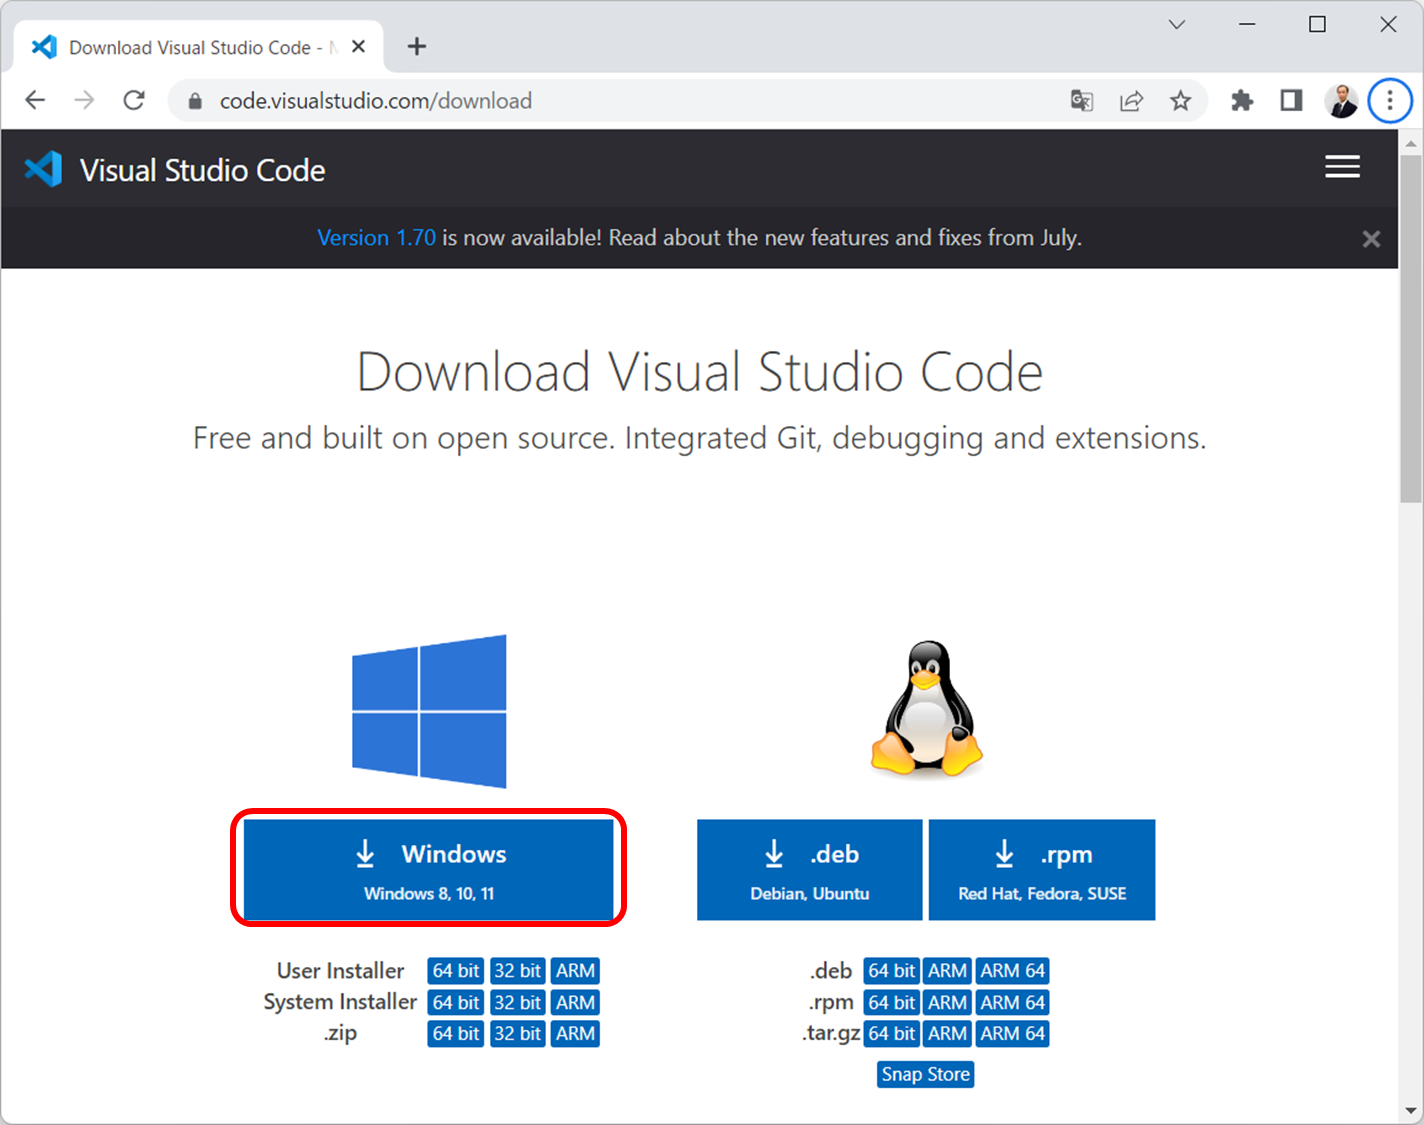 Download Visual Studio Code -
code.visualstudio.com/download
Visual Studio Code
Version 1.70 is now available! Read about the new features and fixes from July.
Download Visual Studio Code
Free and built on open source. Integrated Git, debugging and extensions.
Windows
Windows 8, 10, 11
.deb
Debian, Ubuntu
.rpm
Red Hat, Fedora, SUSE
User Installer 64 bit 32 bit ARM
System Installer 64 bit 32 bit ARM
.zip 64 bit 32 bit ARM
.deb 64 bit ARM ARM 64
.rpm 64 bit ARM ARM 64
.tar.gz 64 bit ARM ARM 64
Snap Store